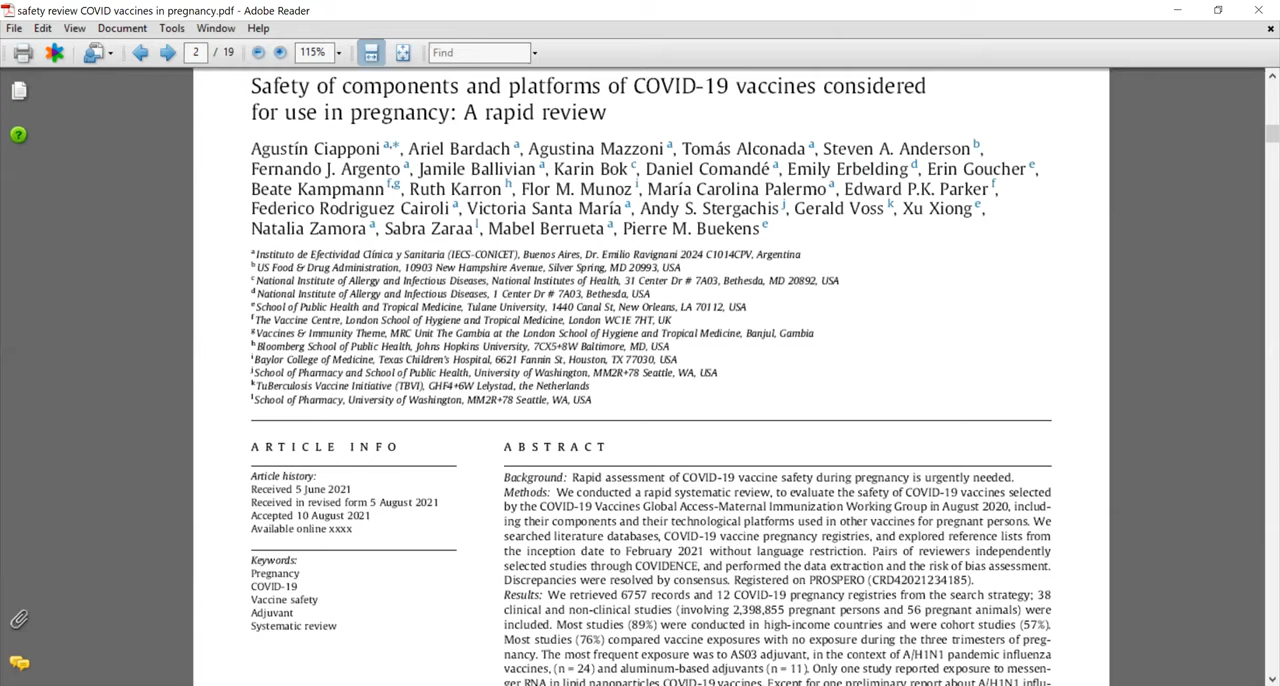 safety review COVID vaccines in pregnancy.pdf - Adobe Reader
File Edit View Document Tools Window Help
2 / 19 115% Find
Safety of components and platforms of COVID-19 vaccines considered
for use in pregnancy: A rapid review
Agustín Ciapponi a,*, Ariel Bardach a, Agustina Mazzoni a, Tomás Alconada a, Steven A. Anderson b,
Fernando J. Argento a, Jamile Ballivian a, Karin Bok c, Daniel Comandé a, Emily Erbelding d, Erin Goucher e,
Beate Kampmann f,g, Ruth Karron h, Flor M. Munoz i, María Carolina Palermo a, Edward P.K. Parker f,
Federico Rodriguez Cairoli a, Victoria Santa María a, Andy S. Stergachis j, Gerald Voss k, Xu Xiong e,
Natalia Zamora a, Sabra Zaraa l, Mabel Berrueta a, Pierre M. Buekens e
a Instituto de Efectividad Clínica y Sanitaria (IECS-CONICET), Buenos Aires, Dr. Emilio Ravignani 2024 C1014CPV, Argentina
b US Food & Drug Administration, 10903 New Hampshire Avenue, Silver Spring, MD 20993, USA
c National Institute of Allergy and Infectious Diseases, National Institutes of Health, 31 Center Dr # 7A03, Bethesda, MD 20892, USA
d National Institute of Allergy and Infectious Diseases, 1 Center Dr # 7A03, Bethesda, USA
e School of Public Health and Tropical Medicine, Tulane University, 1440 Canal St, New Orleans, LA 70112, USA
f The Vaccine Centre, London School of Hygiene and Tropical Medicine, London WC1E 7HT, UK
g Vaccines & Immunity Theme, MRC Unit The Gambia at the London School of Hygiene and Tropical Medicine, Banjul, Gambia
h Bloomberg School of Public Health, Johns Hopkins University, 7CX5+8W Baltimore, MD, USA
i Baylor College of Medicine, Texas Children's Hospital, 6621 Fannin St, Houston, TX 77030, USA
j School of Pharmacy and School of Public Health, University of Washington, MM2R+78 Seattle, WA, USA
k TuBerculosis Vaccine Initiative (TBVI), GHF4+6W Lelystad, the Netherlands
l School of Pharmacy, University of Washington, MM2R+78 Seattle, WA, USA
ARTICLE INFO
Article history:
Received 5 June 2021
Received in revised form 5 August 2021
Accepted 10 August 2021
Available online xxxx
Keywords:
Pregnancy
COVID-19
Vaccine safety
Adjuvant
Systematic review
ABSTRACT
Background: Rapid assessment of COVID-19 vaccine safety during pregnancy is urgently needed.
Methods: We conducted a rapid systematic review, to evaluate the safety of COVID-19 vaccines selected
by the COVID-19 Vaccines Global Access-Maternal Immunization Working Group in August 2020, includ-
ing their components and their technological platforms used in other vaccines for pregnant persons. We
searched literature databases, COVID-19 vaccine pregnancy registries, and explored reference lists from
the inception date to February 2021 without language restriction. Pairs of reviewers independently
selected studies through COVIDENCE, and performed the data extraction and the risk of bias assessment.
Discrepancies were resolved by consensus. Registered on PROSPERO (CRD42021234185).
Results: We retrieved 6757 records and 12 COVID-19 pregnancy registries from the search strategy; 38
clinical and non-clinical studies (involving 2,398,855 pregnant persons and 56 pregnant animals) were
included. Most studies (89%) were conducted in high-income countries and were cohort studies (57%).
Most studies (76%) compared vaccine exposures with no exposure during the three trimesters of preg-
nancy. The most frequent exposure was to AS03 adjuvant, in the context of A/H1N1 pandemic influenza
vaccines, (n = 24) and aluminum-based adjuvants (n = 11). Only one study reported exposure to messen-
ger RNA in lipid nanoparticles COVID-19 vaccines. Except for one preliminary report about A/H1N1 influ-